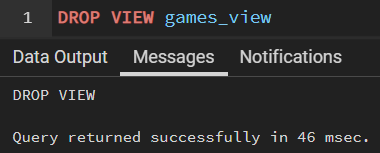 1 DROP VIEW games_view
Data Output Messages Notifications
DROP VIEW
Query returned successfully in 46 msec.